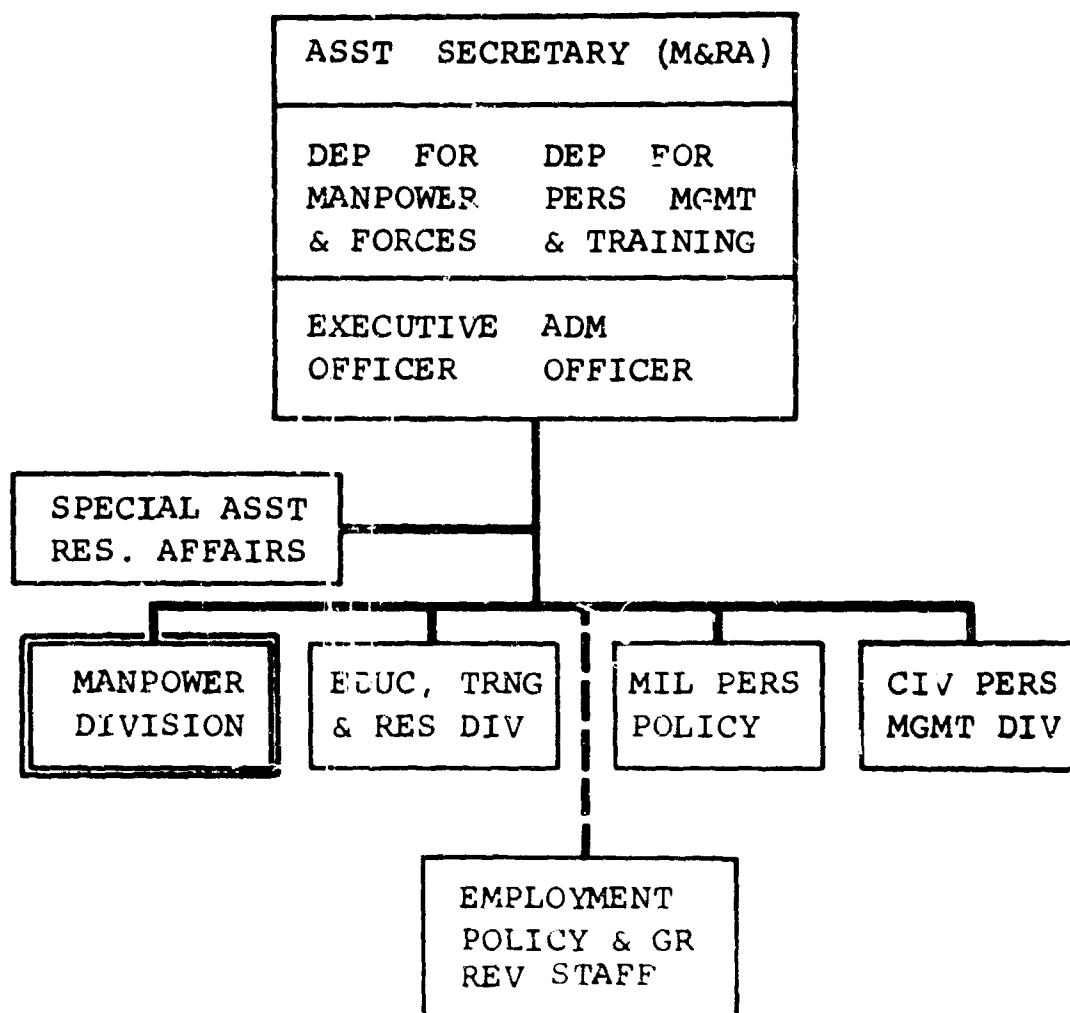 ASST SECRETARY (M&RA)
DEP FOR
MANPOWER
& FORCES
DEP FOR
PERS MGMT
& TRAINING
EXECUTIVE
OFFICER
ADM
OFFICER
SPECIAL ASST
RES. AFFAIRS
MANPOWER
DIVISION
EDUC, TRNG
& RES DIV
MIL PERS
POLICY
CIV PERS
MGMT DIV
EMPLOYMENT
POLICY & GR
REV STAFF